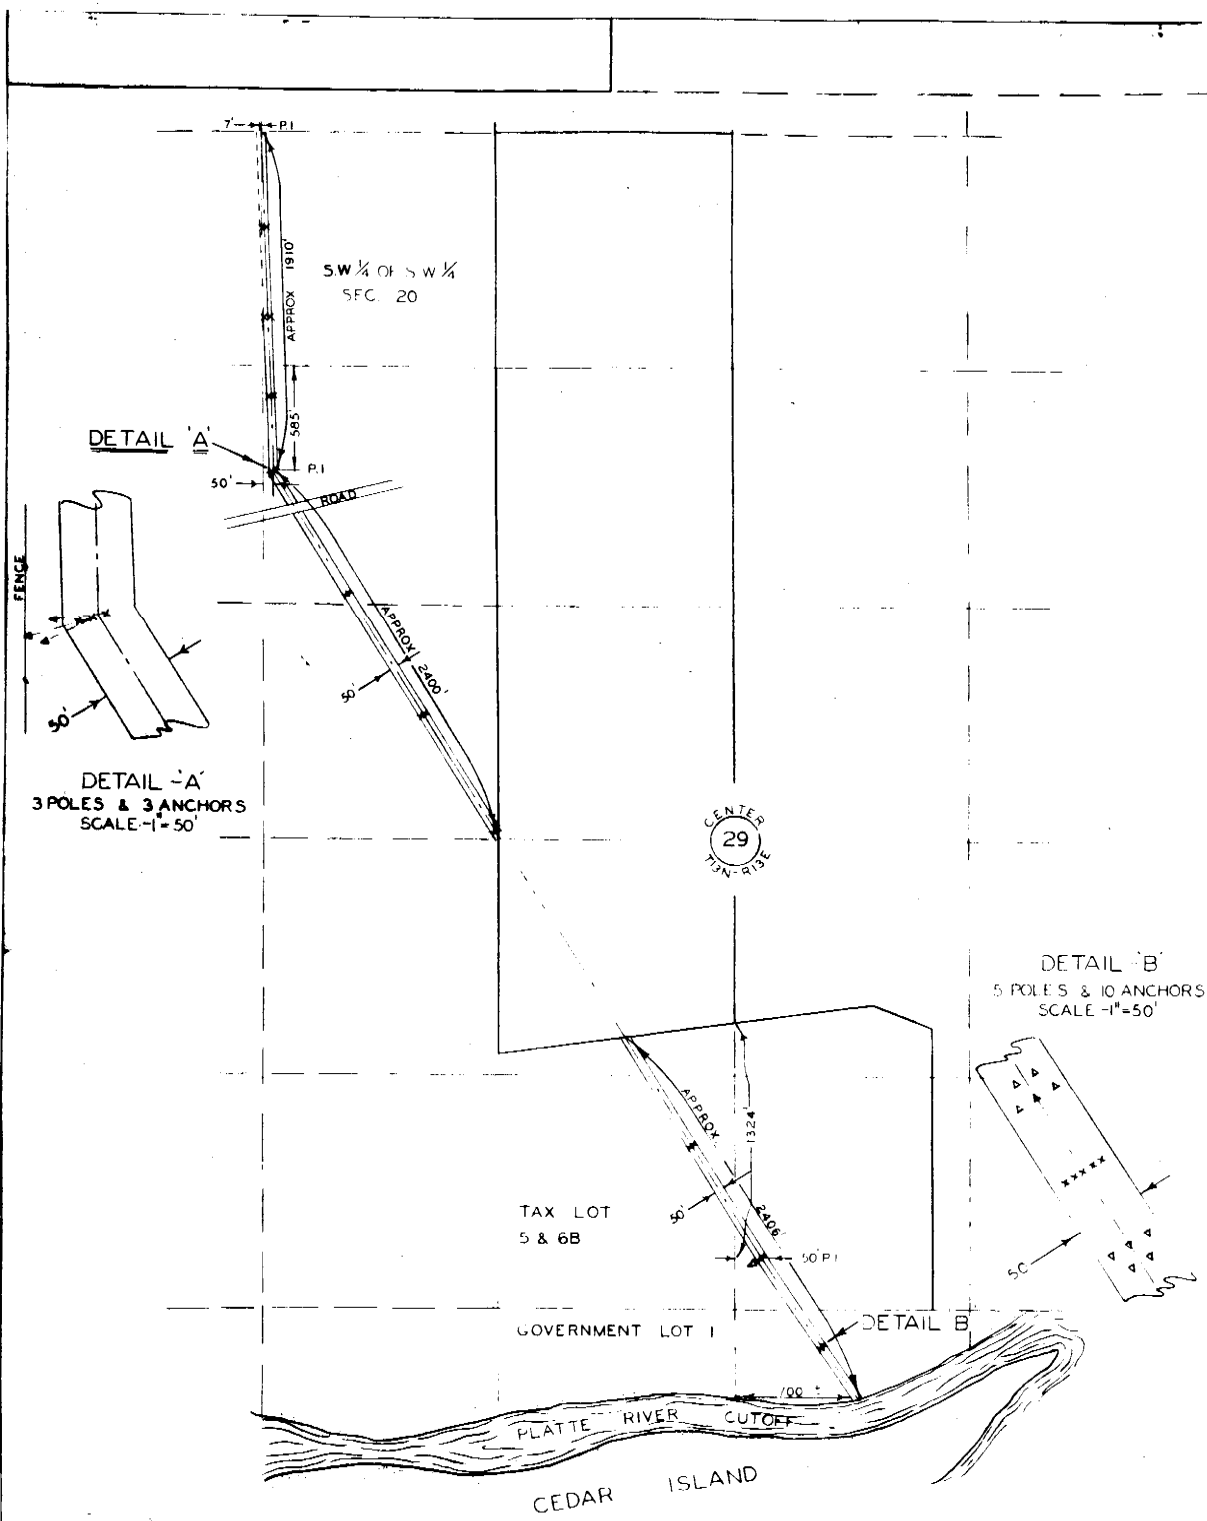 7' P.I
APPROX 1910'
S.W ¼ OF S W ¼
SEC. 20
585'
DETAIL 'A'
P.I
50'
ROAD
FENCE
APPROX 2400'
50'
50'
DETAIL -'A'
3 POLES & 3 ANCHORS
SCALE-1"=50'
CENTER
29
T13N-R13E
DETAIL -'B'
5 POLES & 10 ANCHORS
SCALE -1"=50'
APPROX. 2406'
1324'
TAX LOT
5 & 6B
50'
50' P.I
50
GOVERNMENT LOT 1
DETAIL B
PLATTE RIVER CUTOFF
CEDAR ISLAND